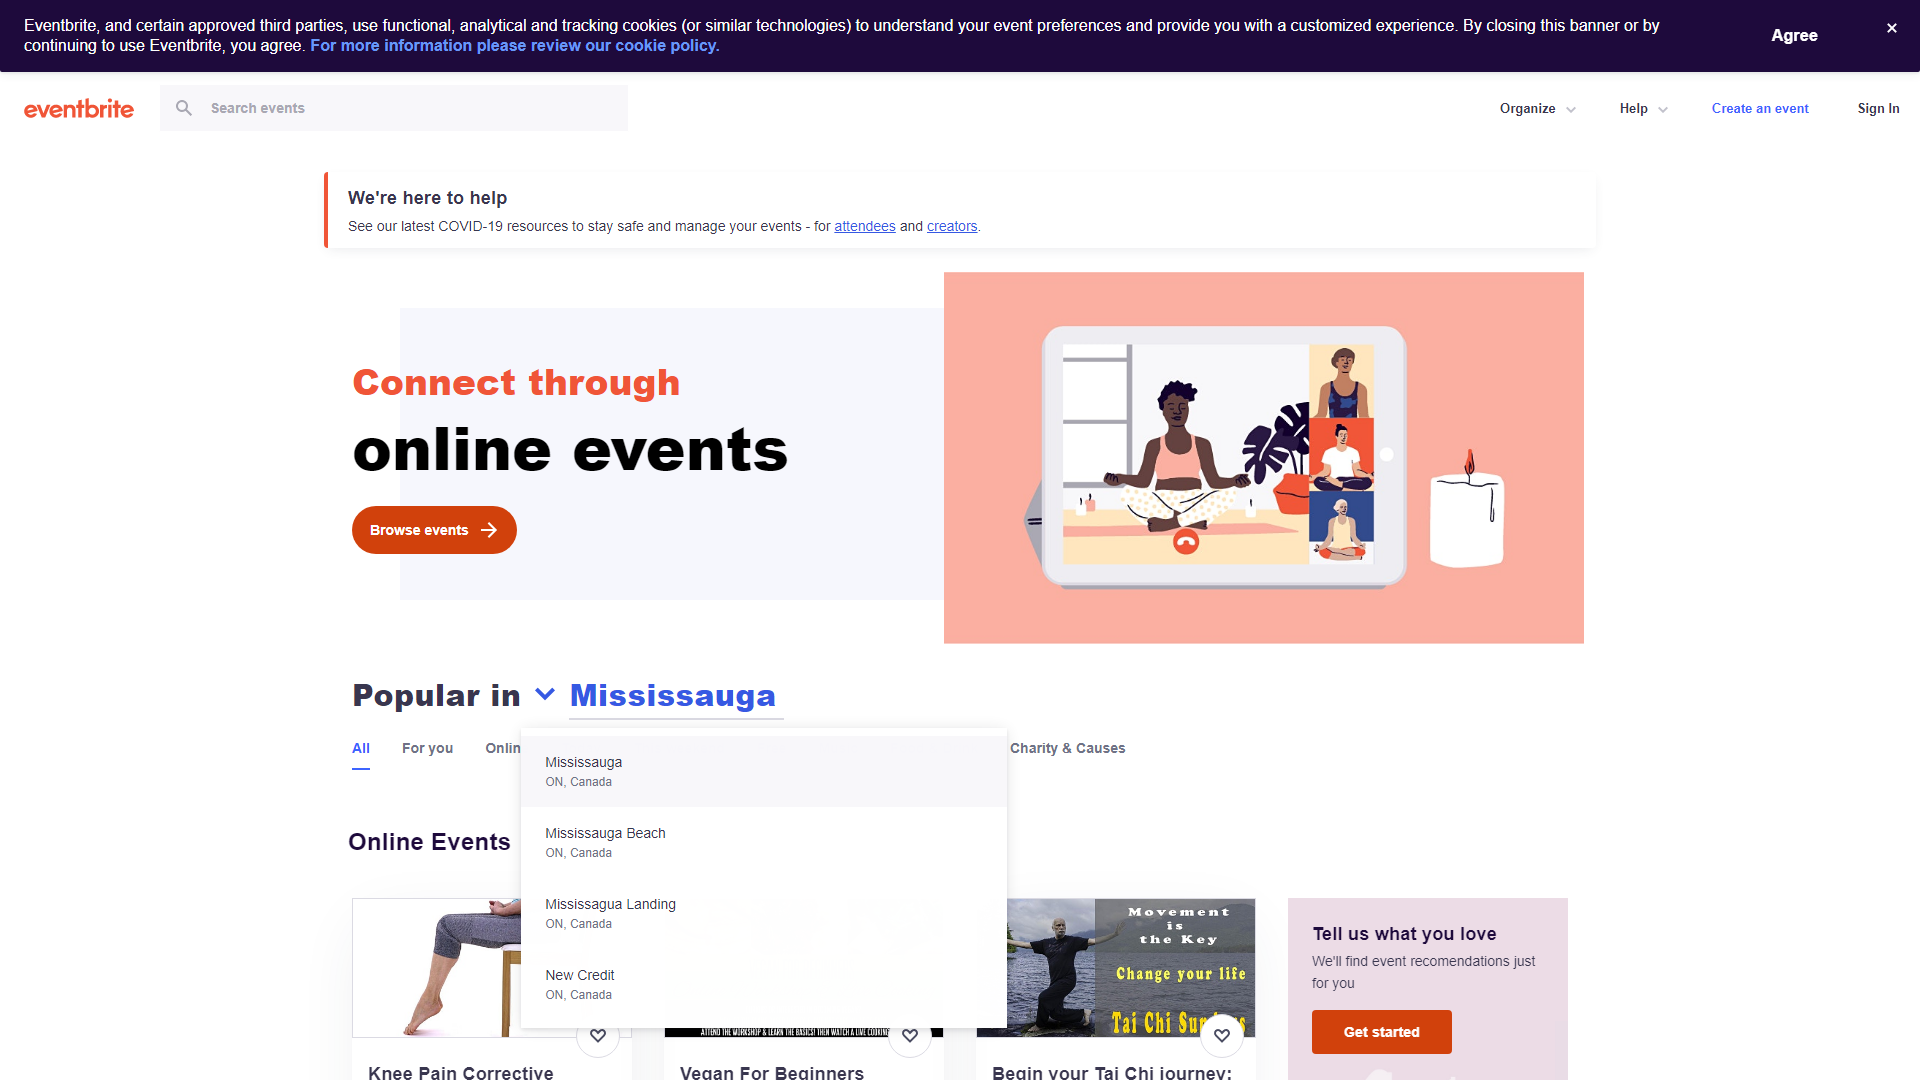 Eventbrite, and certain approved third parties, use functional, analytical and tracking cookies (or similar technologies) to understand your event preferences and provide you with a customized experience. By closing this banner or by
continuing to use Eventbrite, you agree. For more information please review our cookie policy.
Agree
×
eventbrite
Search events
Organize
Help
Create an event
Sign In
We're here to help
See our latest COVID-19 resources to stay safe and manage your events - for attendees and creators.
Connect through
online events
Browse events
Popular in
Mississauga
All
For you
Onlin
Charity & Causes
Mississauga
ON, Canada
Mississauga Beach
ON, Canada
Mississagua Landing
ON, Canada
New Credit
ON, Canada
Online Events
ATTEND THE WORKSHOP & LEARN THE BASICS! THEN WATCH A LIVE COOKING
Movement
is
the Key
Change your life
Tai Chi
Tell us what you love
We'll find event recomendations just
for you
Get started
Knee Pain Corrective
Vegan For Beginners
Begin your Tai Chi journey: